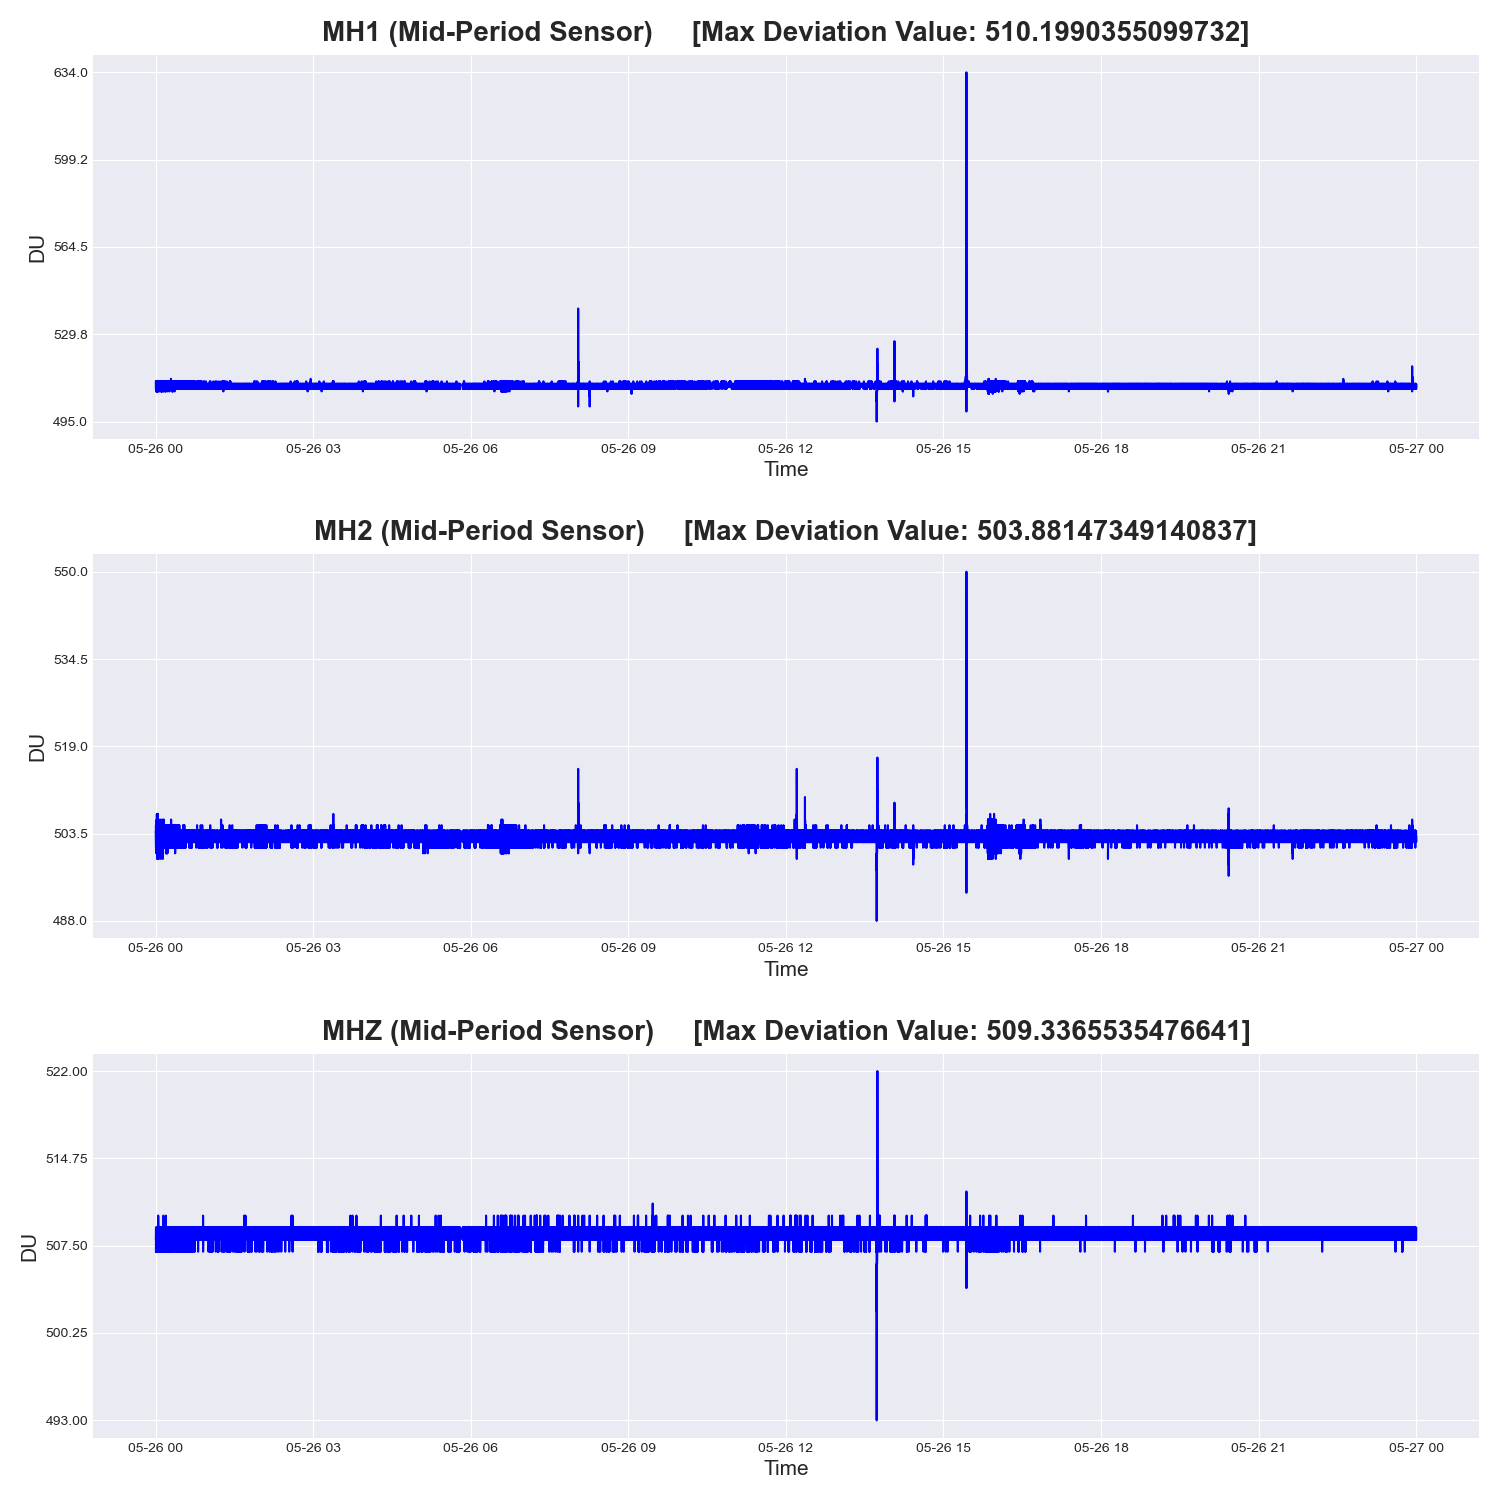 MH1 (Mid-Period Sensor) [Max Deviation Value: 510.1990355099732]
634.0
599.2
564.5
529.8
495.0
DU
05-26 00 05-26 03 05-26 06 05-26 09 05-26 12 05-26 15 05-26 18 05-26 21 05-27 00
Time
MH2 (Mid-Period Sensor) [Max Deviation Value: 503.88147349140837]
550.0
534.5
519.0
503.5
488.0
DU
05-26 00 05-26 03 05-26 06 05-26 09 05-26 12 05-26 15 05-26 18 05-26 21 05-27 00
Time
MHZ (Mid-Period Sensor) [Max Deviation Value: 509.3365535476641]
522.00
514.75
507.50
500.25
493.00
DU
05-26 00 05-26 03 05-26 06 05-26 09 05-26 12 05-26 15 05-26 18 05-26 21 05-27 00
Time